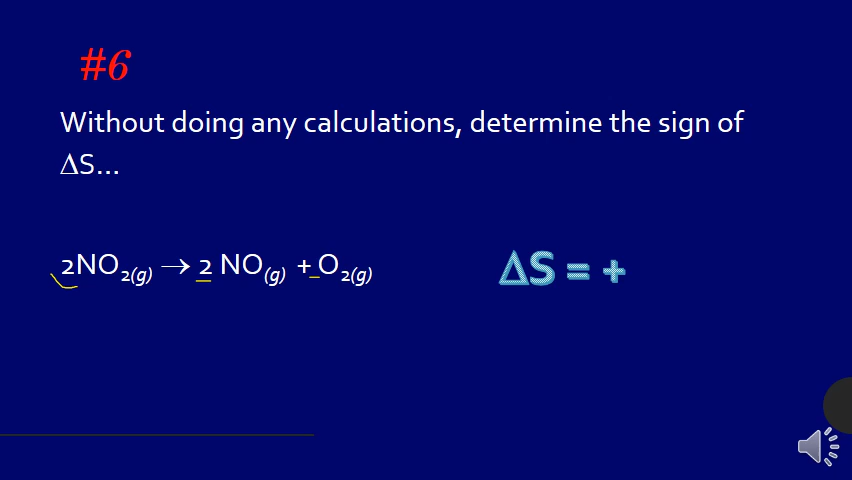 #6
Without doing any calculations, determine the sign of
ΔS...
2NO₂(g) → 2 NO(g) + O₂(g)
ΔS = +